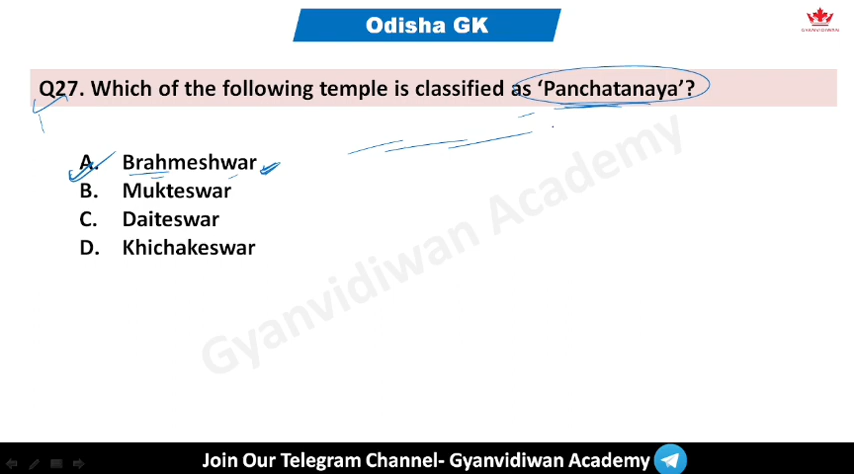 Odisha GK
GYANVIDIWAN
Q27. Which of the following temple is classified as ‘Panchatanaya’?
A. Brahmeshwar
B. Mukteswar
C. Daiteswar
D. Khichakeswar
Gyanvidiwan Academy
Join Our Telegram Channel- Gyanvidiwan Academy